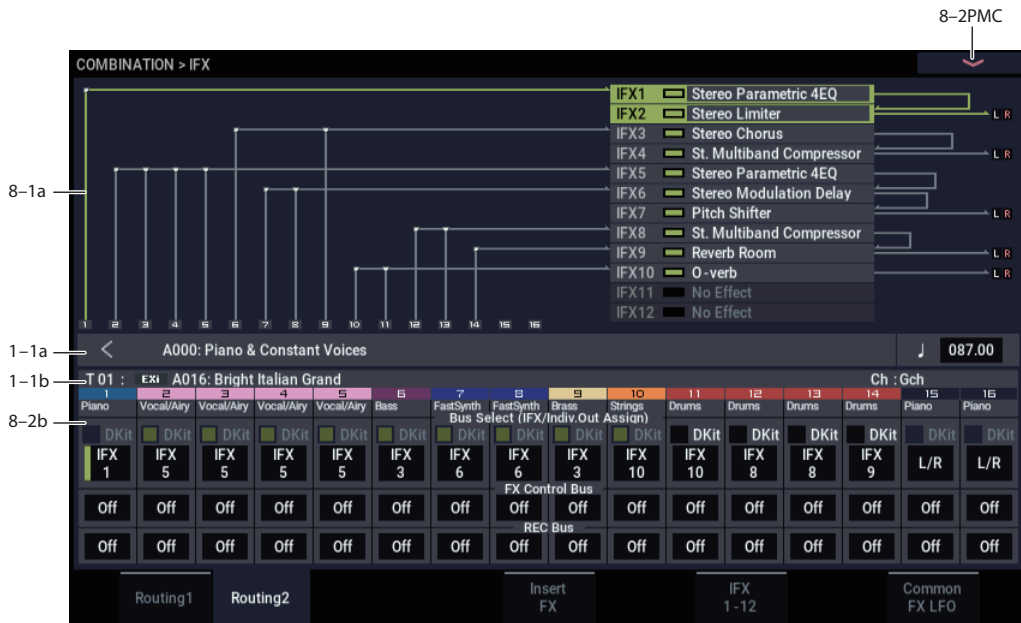 8–2PMC
COMBINATION > IFX
IFX1 Stereo Parametric 4EQ
IFX2 Stereo Limiter L R
IFX3 Stereo Chorus
IFX4 St. Multiband Compressor L R
8–1a
IFX5 Stereo Parametric 4EQ
IFX6 Stereo Modulation Delay
IFX7 Pitch Shifter L R
IFX8 St. Multiband Compressor
IFX9 Reverb Room L R
IFX10 O-verb L R
IFX11 No Effect
IFX12 No Effect
1 2 3 4 5 6 7 8 9 10 11 12 13 14 15 16
1–1a
A000: Piano & Constant Voices
♩ 087.00
1–1b
T 01 : EXi A016: Bright Italian Grand Ch : Gch
1 2 3 4 5 6 7 8 9 10 11 12 13 14 15 16
Piano Vocal/Airy Vocal/Airy Vocal/Airy Vocal/Airy Bass FastSynth FastSynth Brass Strings Drums Drums Drums Drums Piano Piano
8–2b
Bus Select (IFX/Indiv.Out Assign)
DKit DKit DKit DKit DKit DKit DKit DKit DKit DKit DKit DKit DKit DKit DKit DKit
IFX IFX IFX IFX IFX IFX IFX IFX IFX IFX IFX IFX IFX IFX L/R L/R
1 5 5 5 5 3 6 6 3 10 10 8 8 9
FX Control Bus
Off Off Off Off Off Off Off Off Off Off Off Off Off Off Off Off
REC Bus
Off Off Off Off Off Off Off Off Off Off Off Off Off Off Off Off
Routing1
Routing2
Insert
FX
IFX
1 -12
Common
FX LFO